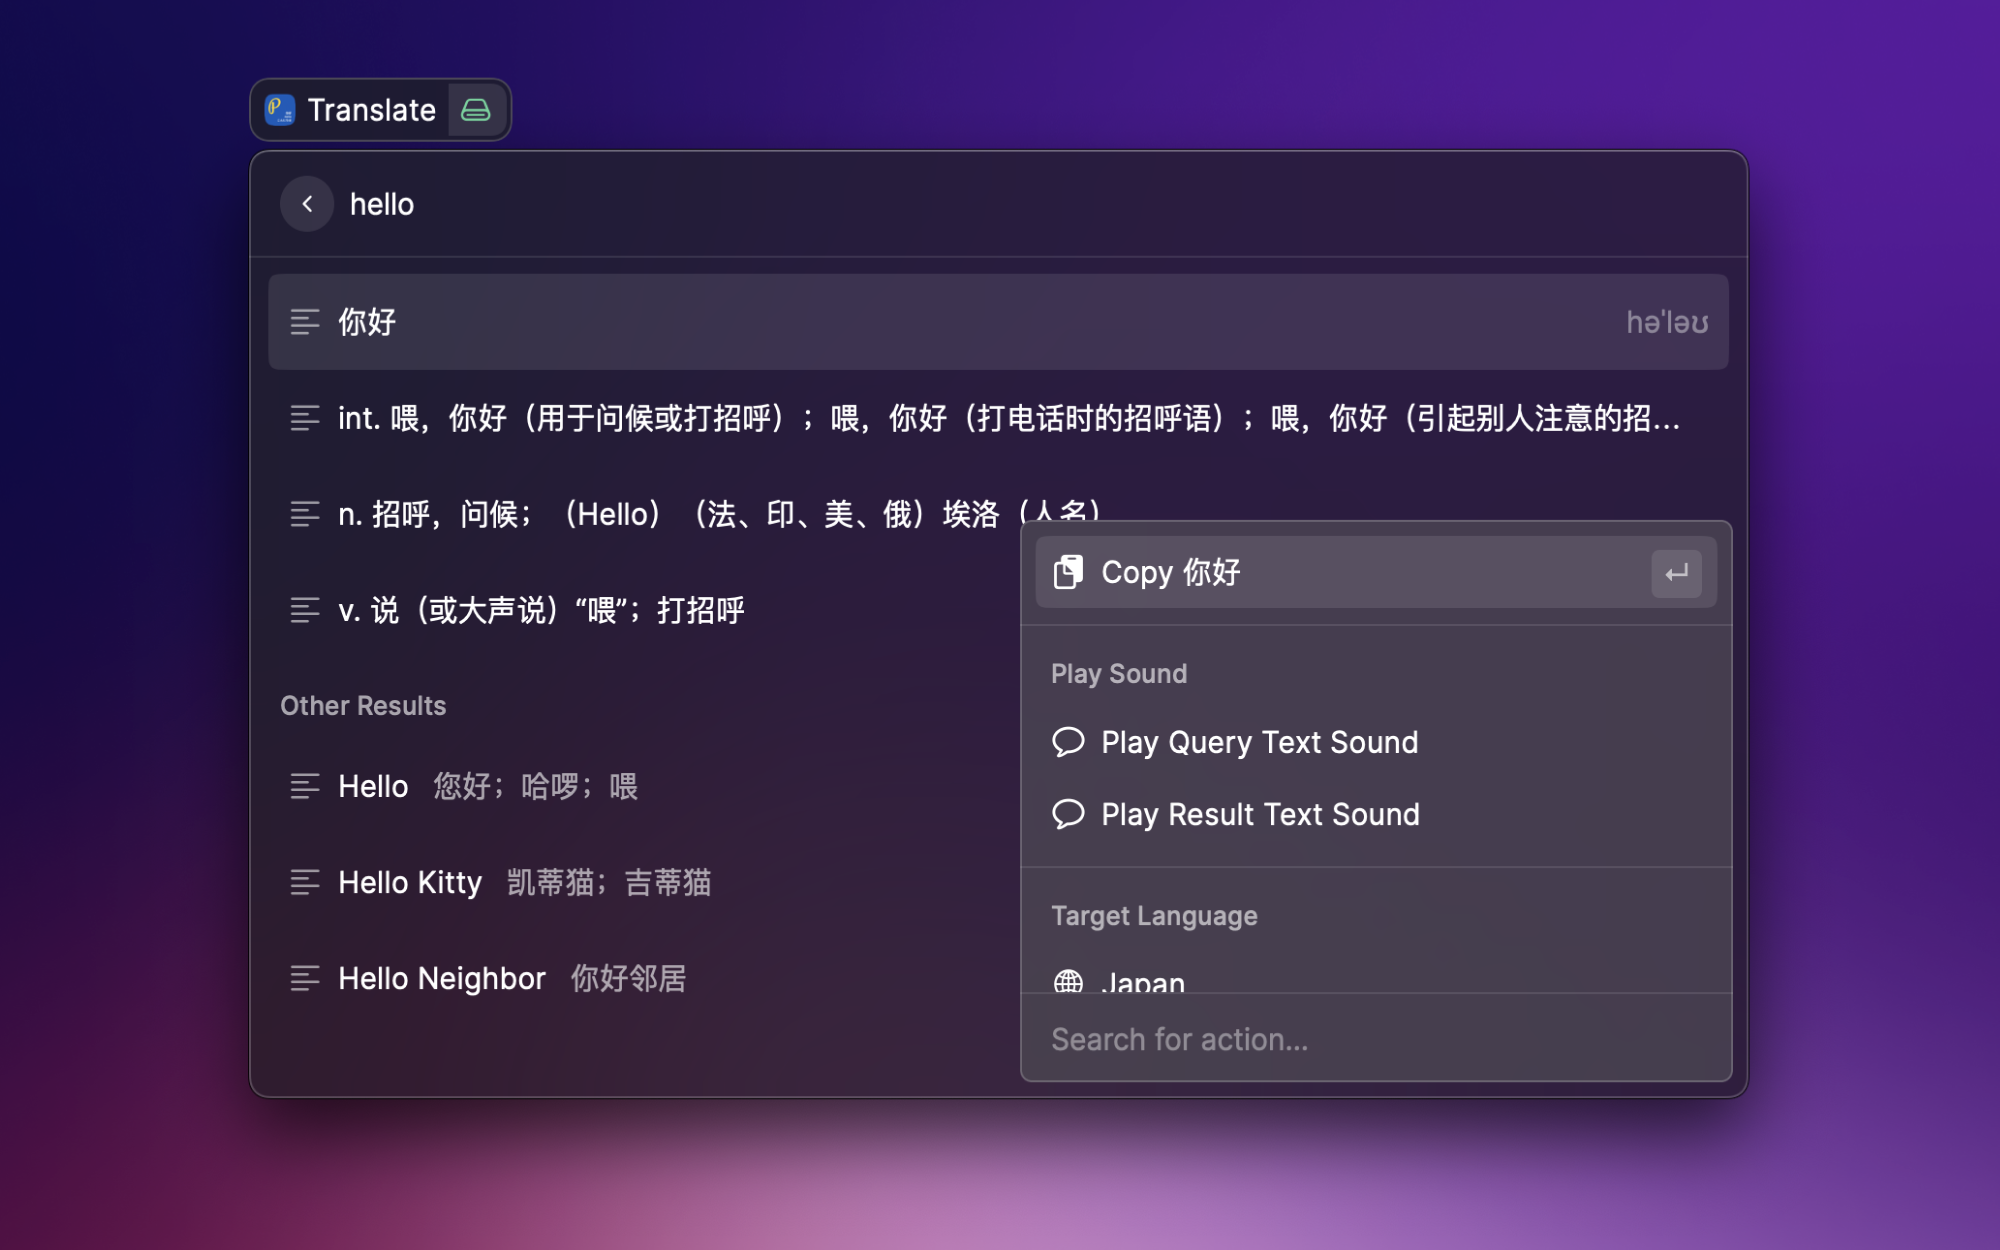 Translate
hello
你好
həˈləʊ
int. 喂，你好（用于问候或打招呼）；喂，你好（打电话时的招呼语）；喂，你好（引起别人注意的招...
n. 招呼，问候；（Hello）（法、印、美、俄）埃洛（人名）
v. 说（或大声说）“喂”；打招呼
Other Results
Hello 您好；哈啰；喂
Hello Kitty 凯蒂猫；吉蒂猫
Hello Neighbor 你好邻居
Copy 你好
Play Sound
Play Query Text Sound
Play Result Text Sound
Target Language
Japan
Search for action...